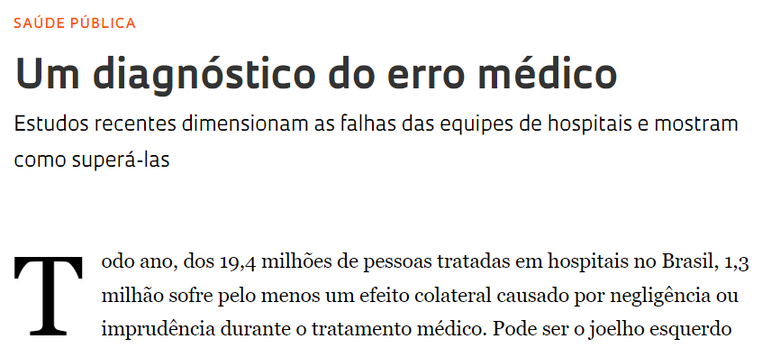 SAÚDE PÚBLICA
Um diagnóstico do erro médico
Estudos recentes dimensionam as falhas das equipes de hospitais e mostram
como superá-las
Todo ano, dos 19,4 milhões de pessoas tratadas em hospitais no Brasil, 1,3
milhão sofre pelo menos um efeito colateral causado por negligência ou
imprudência durante o tratamento médico. Pode ser o joelho esquerdo